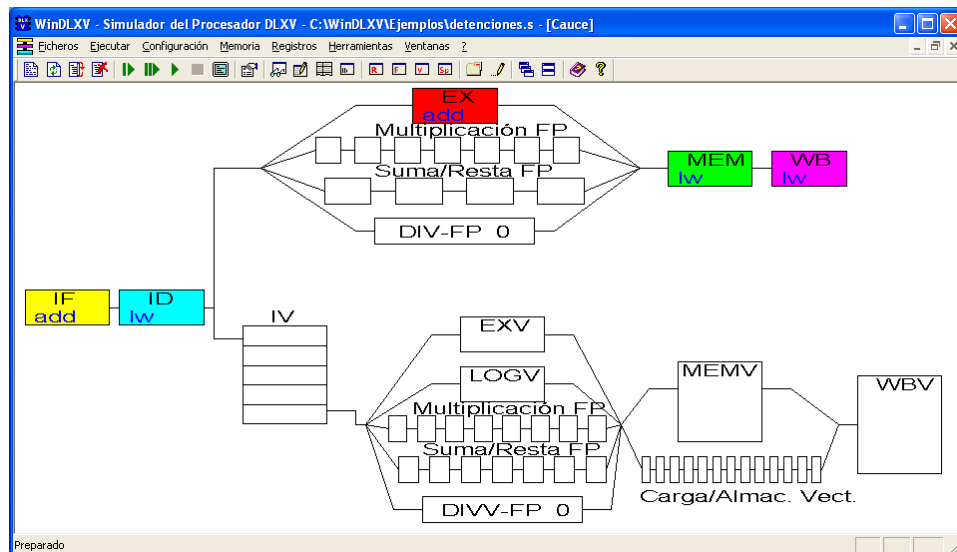 WinDLXV - Simulador del Procesador DLXV - C:\WinDLXV\Ejemplos\detenciones.s - [Cauce]
Ficheros Ejecutar Configuración Memoria Registros Herramientas Ventanas ?
EX
add
Multiplicación FP
Suma/Resta FP
DIV-FP 0
MEM
lw
WB
lw
IF
add
ID
lw
IV
EXV
LOGV
Multiplicación FP
Suma/Resta FP
DIVV-FP 0
MEMV
Carga/Almac. Vect.
WBV
Preparado